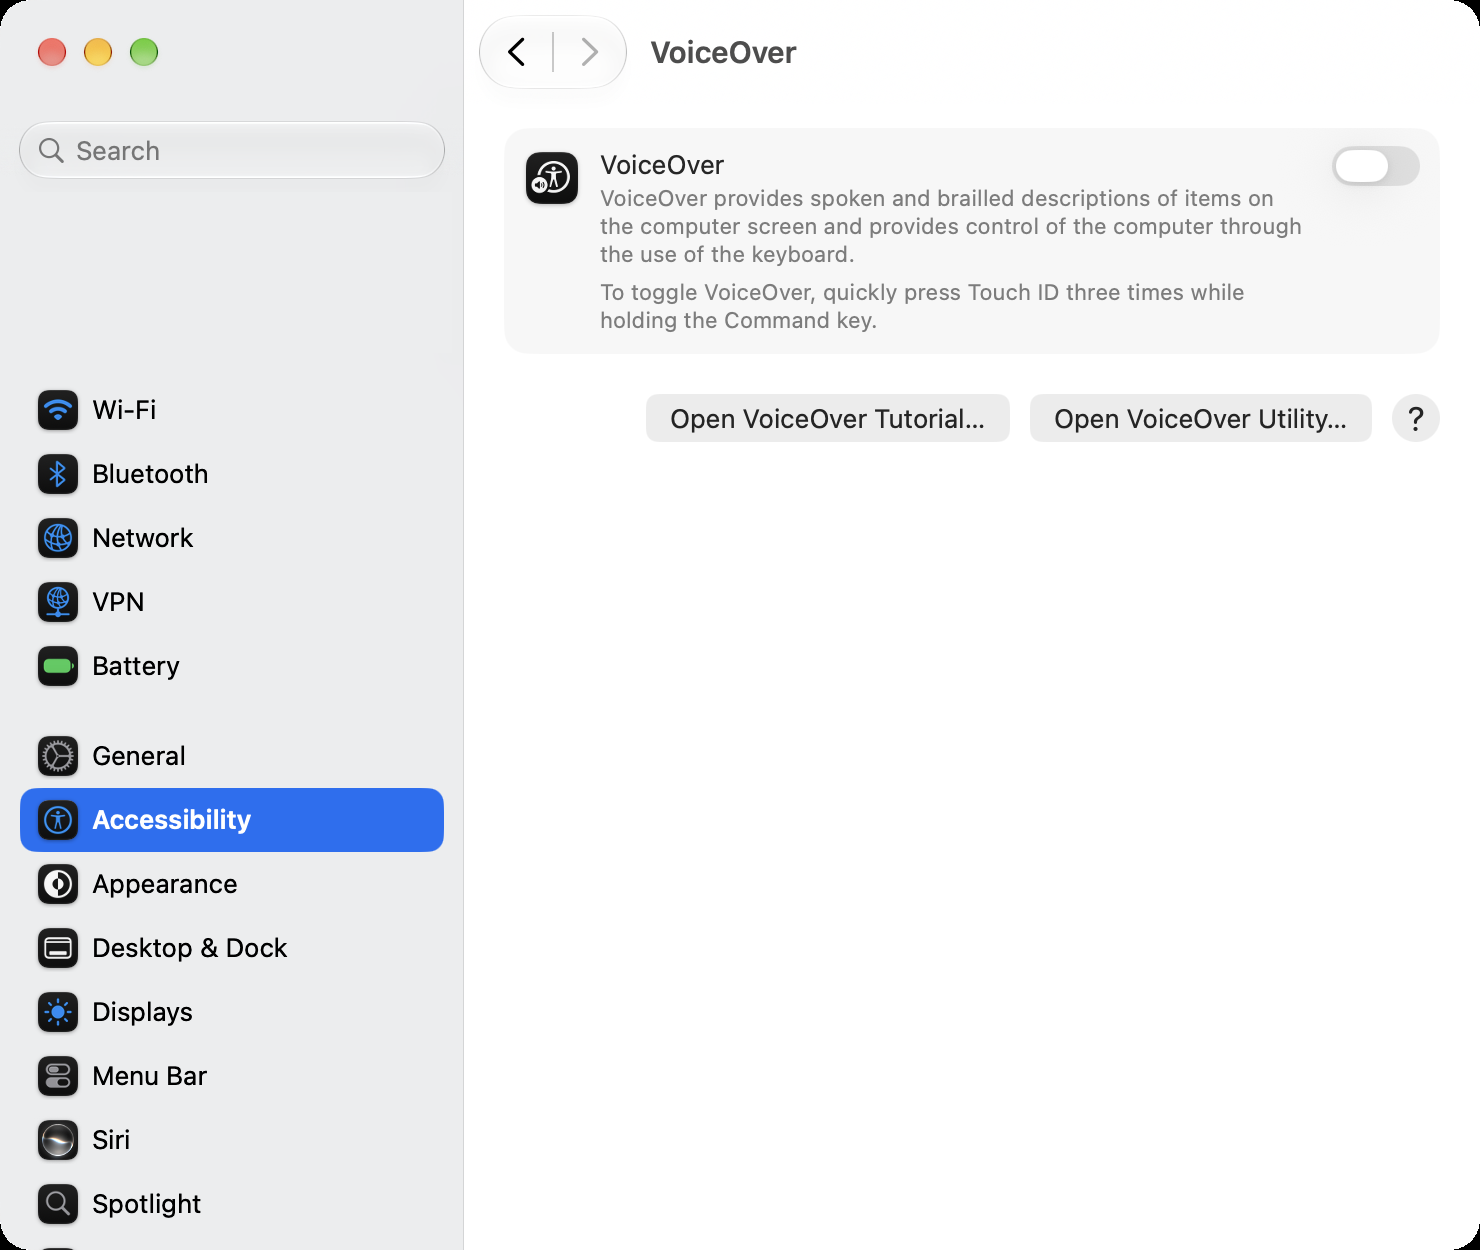 VoiceOver
Search
VoiceOver
VoiceOver provides spoken and brailled descriptions of items on
the computer screen and provides control of the computer through
the use of the keyboard.
To toggle VoiceOver, quickly press Touch ID three times while
holding the Command key.
Open VoiceOver Tutorial...
Open VoiceOver Utility...
?
Wi-Fi
Bluetooth
Network
VPN
Battery
General
Accessibility
Appearance
Desktop & Dock
Displays
Menu Bar
Siri
Spotlight